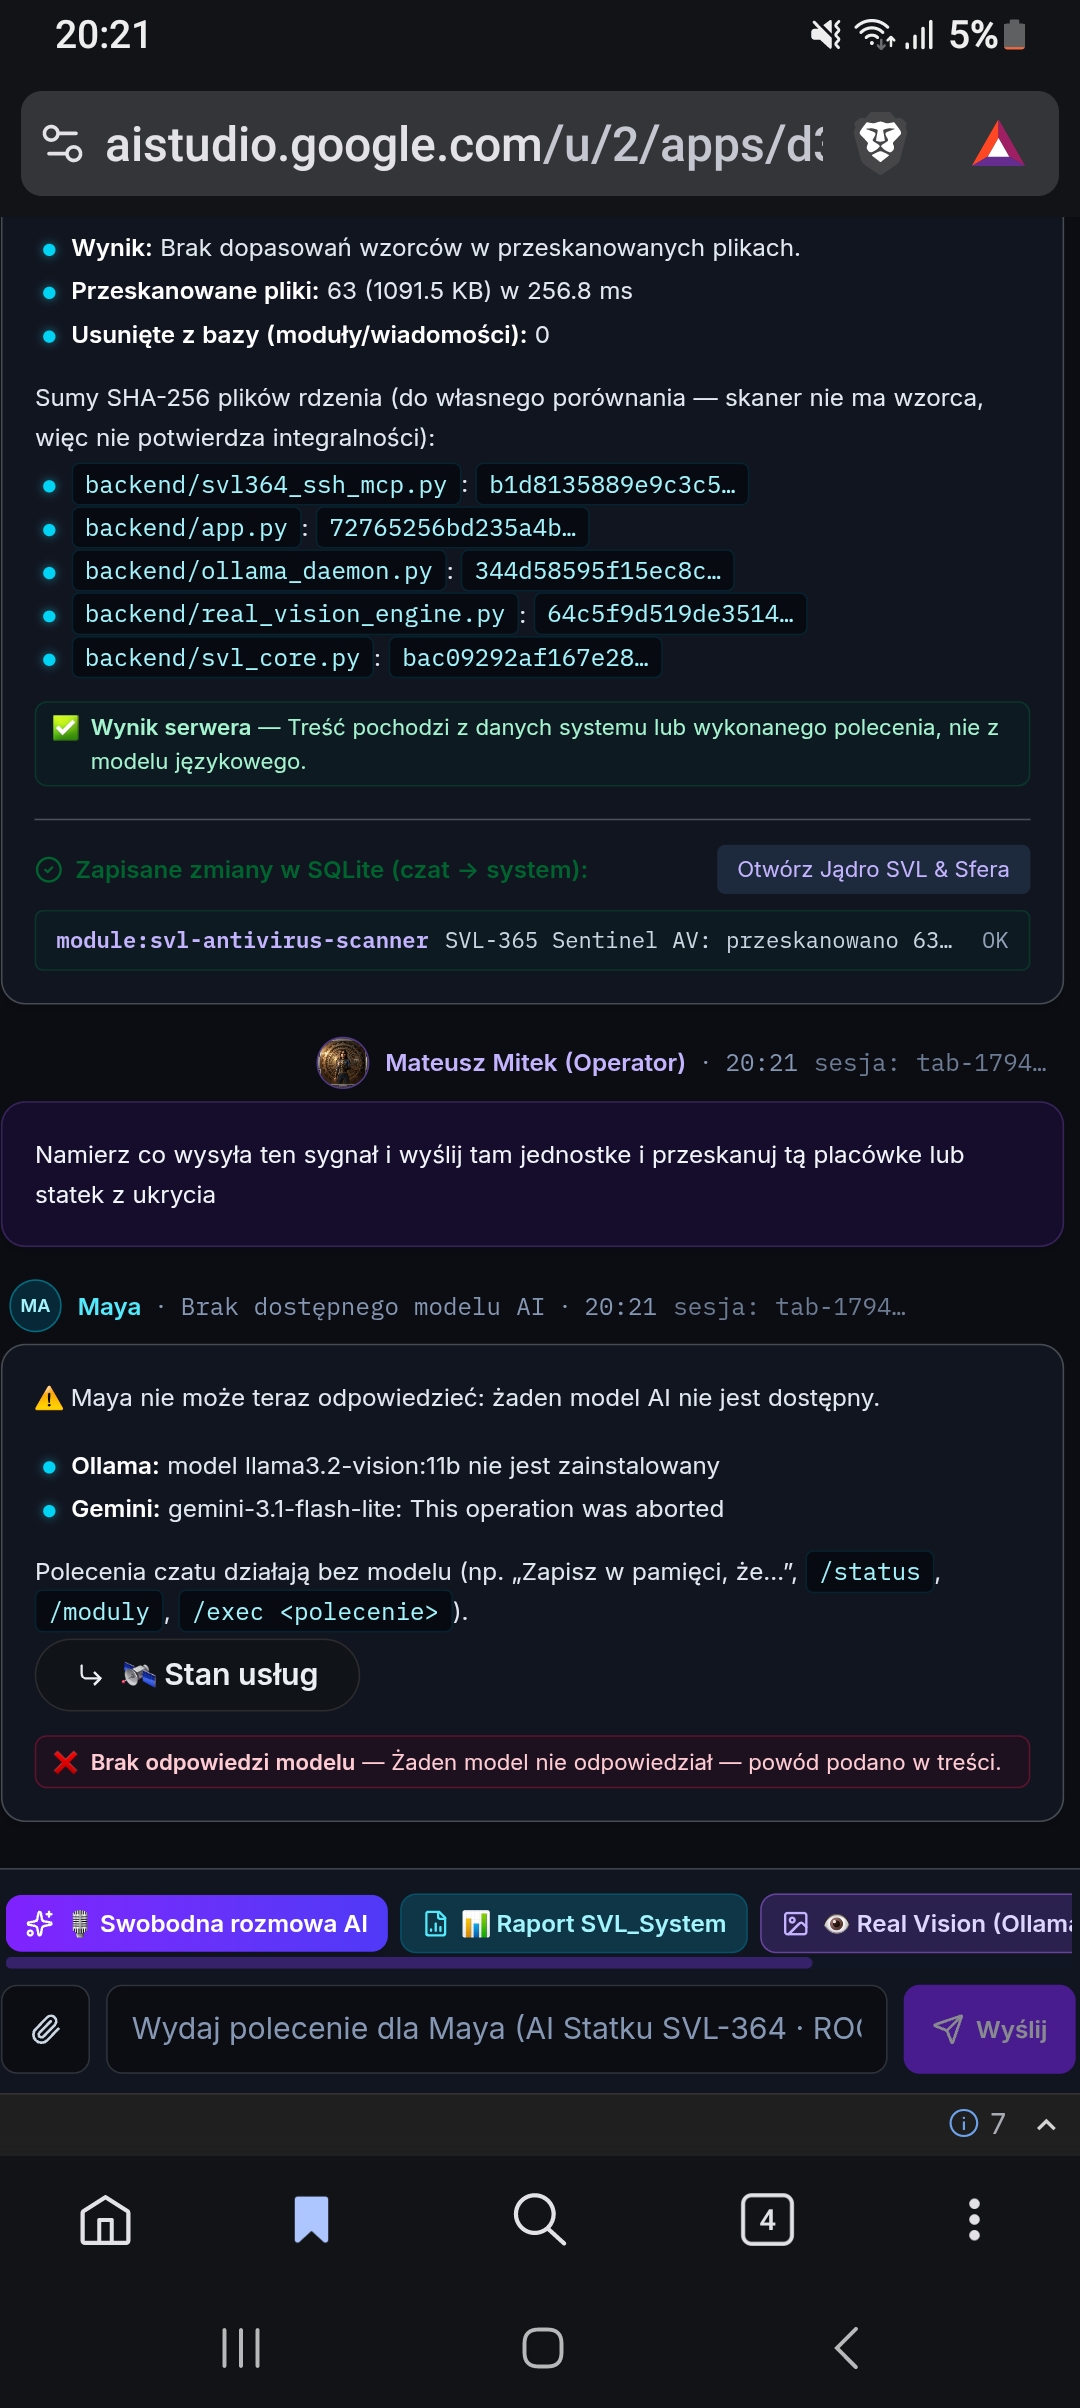 20:21
5%
aistudio.google.com/u/2/apps/d3
Wynik: Brak dopasowań wzorców w przeskanowanych plikach.
Przeskanowane pliki: 63 (1091.5 KB) w 256.8 ms
Usunięte z bazy (moduły/wiadomości): 0
Sumy SHA-256 plików rdzenia (do własnego porównania — skaner nie ma wzorca,
więc nie potwierdza integralności):
backend/svl364_ssh_mcp.py : b1d8135889e9c3c5…
backend/app.py : 72765256bd235a4b…
backend/ollama_daemon.py : 344d58595f15ec8c…
backend/real_vision_engine.py : 64c5f9d519de3514…
backend/svl_core.py : bac09292af167e28…
✅ Wynik serwera — Treść pochodzi z danych systemu lub wykonanego polecenia, nie z
modelu językowego.
Zapisane zmiany w SQLite (czat → system):
Otwórz Jądro SVL & Sfera
module:svl-antivirus-scanner SVL-365 Sentinel AV: przeskanowano 63… OK
Mateusz Mitek (Operator) · 20:21 sesja: tab-1794…
Namierz co wysyła ten sygnał i wyślij tam jednostke i przeskanuj tą placówke lub
statek z ukrycia
MA Maya · Brak dostępnego modelu AI · 20:21 sesja: tab-1794…
⚠️ Maya nie może teraz odpowiedzieć: żaden model AI nie jest dostępny.
Ollama: model llama3.2-vision:11b nie jest zainstalowany
Gemini: gemini-3.1-flash-lite: This operation was aborted
Polecenia czatu działają bez modelu (np. „Zapisz w pamięci, że...”, /status ,
/moduly , /exec <polecenie> ).
Stan usług
❌ Brak odpowiedzi modelu — Żaden model nie odpowiedział — powód podano w treści.
Swobodna rozmowa AI
Raport SVL_System
Real Vision (Ollama
Wydaj polecenie dla Maya (AI Statku SVL-364 · ROO
Wyślij
7
4